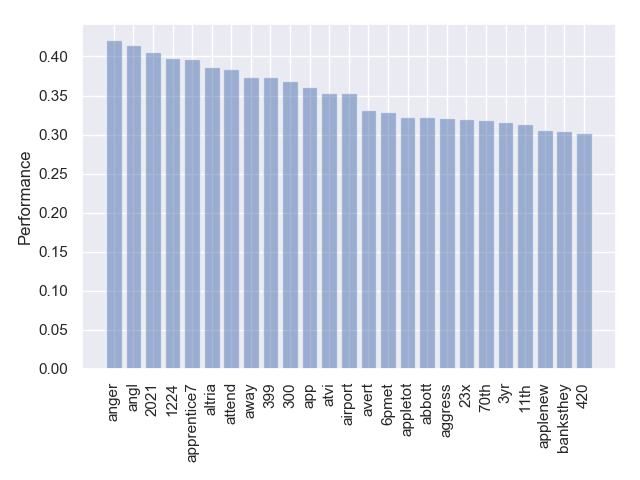 0.40
0.35
0.30
0.25
0.20
0.15
0.10
0.05
0.00
Performance
anger
angl
2021
1224
apprentice7
altria
attend
away
399
300
app
atvi
airport
avert
6pmet
appletot
abbott
aggress
23x
70th
3yr
11th
applenew
banksthey
420